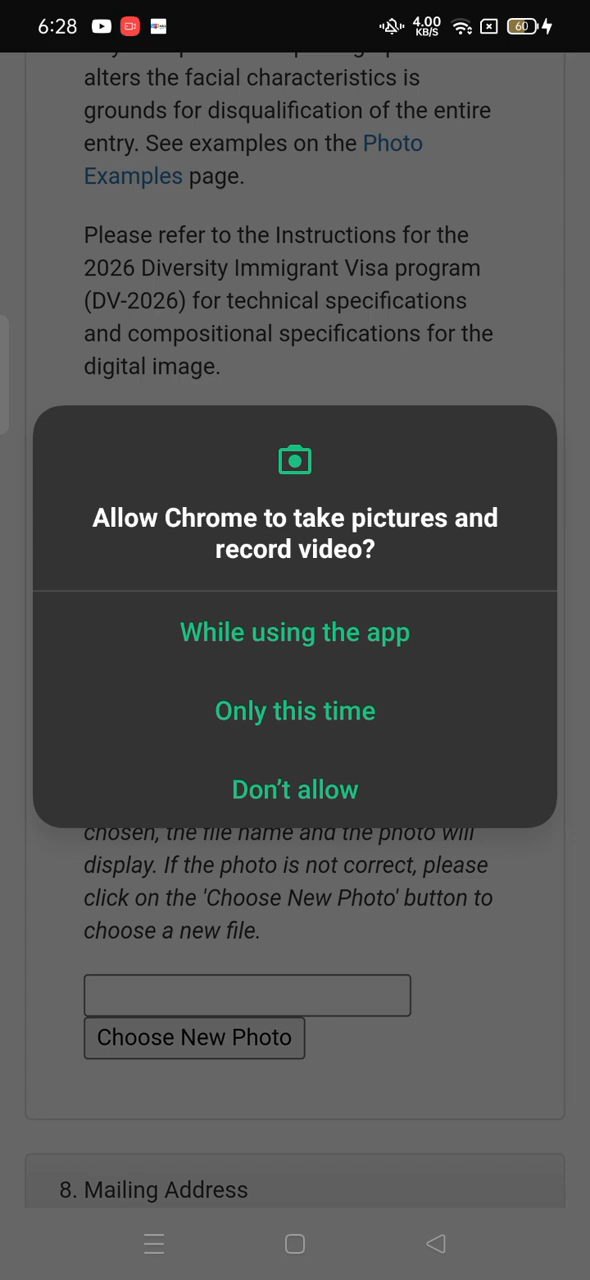 6:28
4.00
KB/S
60
alters the facial characteristics is
grounds for disqualification of the entire
entry. See examples on the Photo
Examples page.
Please refer to the Instructions for the
2026 Diversity Immigrant Visa program
(DV-2026) for technical specifications
and compositional specifications for the
digital image.
Allow Chrome to take pictures and
record video?
While using the app
Only this time
Don't allow
chosen, the file name and the photo will
display. If the photo is not correct, please
click on the 'Choose New Photo' button to
choose a new file.
Choose New Photo
8. Mailing Address